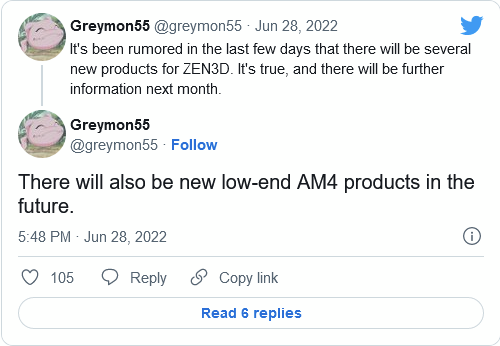 Greymon55 @greymon55 · Jun 28, 2022
It's been rumored in the last few days that there will be several
new products for ZEN3D. It's true, and there will be further
information next month.
Greymon55
@greymon55 · Follow
There will also be new low-end AM4 products in the
future.
5:48 PM · Jun 28, 2022
105 Reply Copy link
Read 6 replies